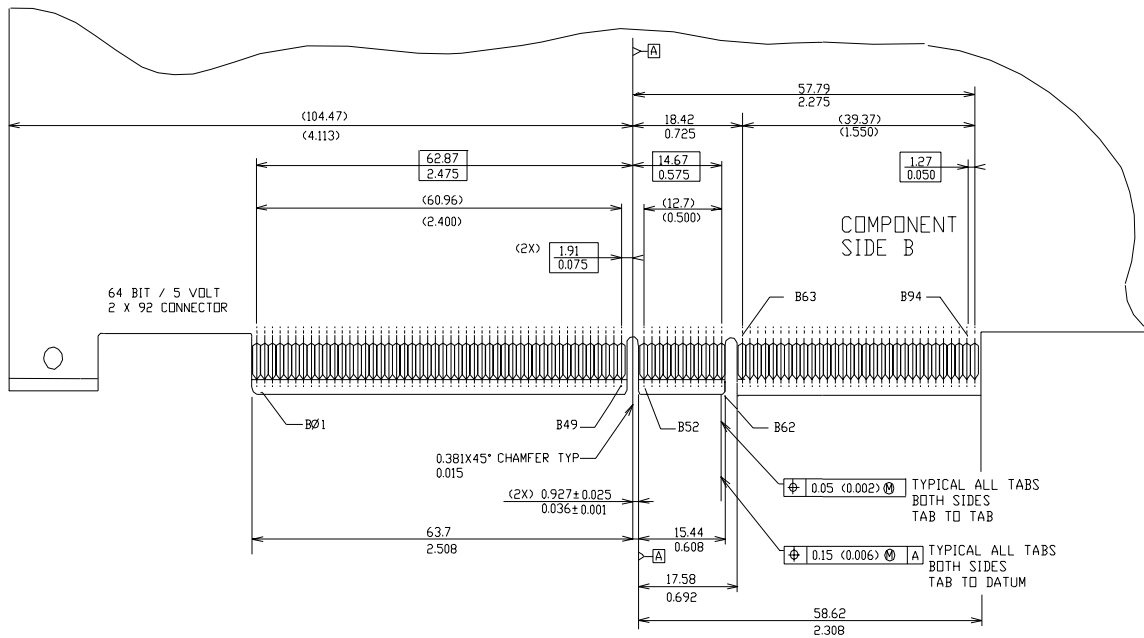 A
57.79
2.275
(104.47)
(4.113)
18.42
0.725
(39.37)
(1.550)
62.87
2.475
14.67
0.575
1.27
0.050
(60.96)
(2.400)
(12.7)
(0.500)
COMPONENT
SIDE B
(2X) 1.91
0.075
64 BIT / 5 VOLT
2 X 92 CONNECTOR
B63
B94
BØ1
B49
B52
B62
0.381X45° CHAMFER TYP
0.015
(2X) 0.927±0.025
0.036±0.001
⌖ 0.05 (0.002) Ⓜ TYPICAL ALL TABS
BOTH SIDES
TAB TO TAB
63.7
2.508
15.44
0.608
A
⌖ 0.15 (0.006) Ⓜ A TYPICAL ALL TABS
BOTH SIDES
TAB TO DATUM
17.58
0.692
58.62
2.308